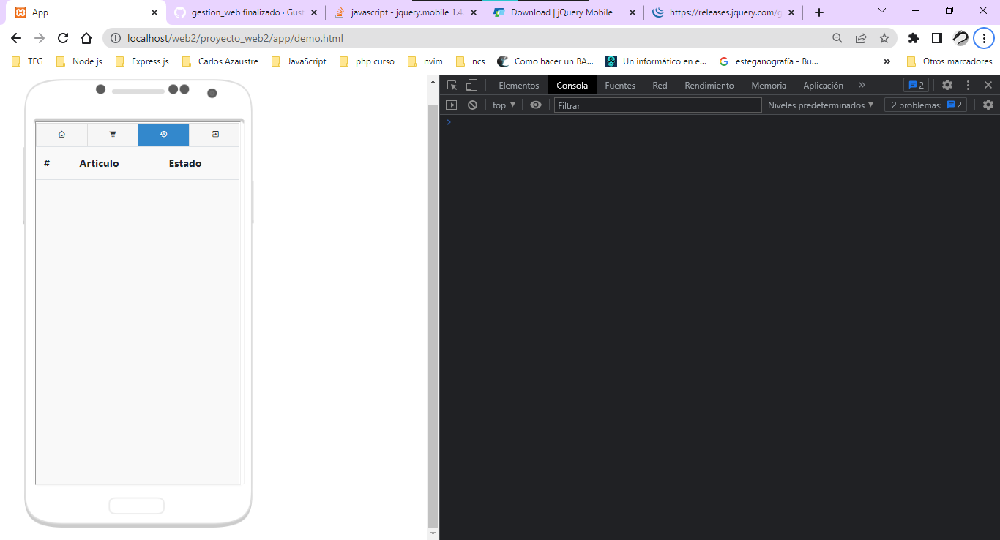 App
gestion_web finalizado · Gust
javascript - jquery.mobile 1.4.
Download | jQuery Mobile
https://releases.jquery.com/g
localhost/web2/proyecto_web2/app/demo.html
TFG
Node js
Express js
Carlos Azaustre
JavaScript
php curso
nvim
ncs
Como hacer un BA...
Un informático en e...
esteganografía - Bu...
»
Otros marcadores
Elementos
Consola
Fuentes
Red
Rendimiento
Memoria
Aplicación
»
2
top
Filtrar
Niveles predeterminados
2 problemas: 2
# Articulo Estado